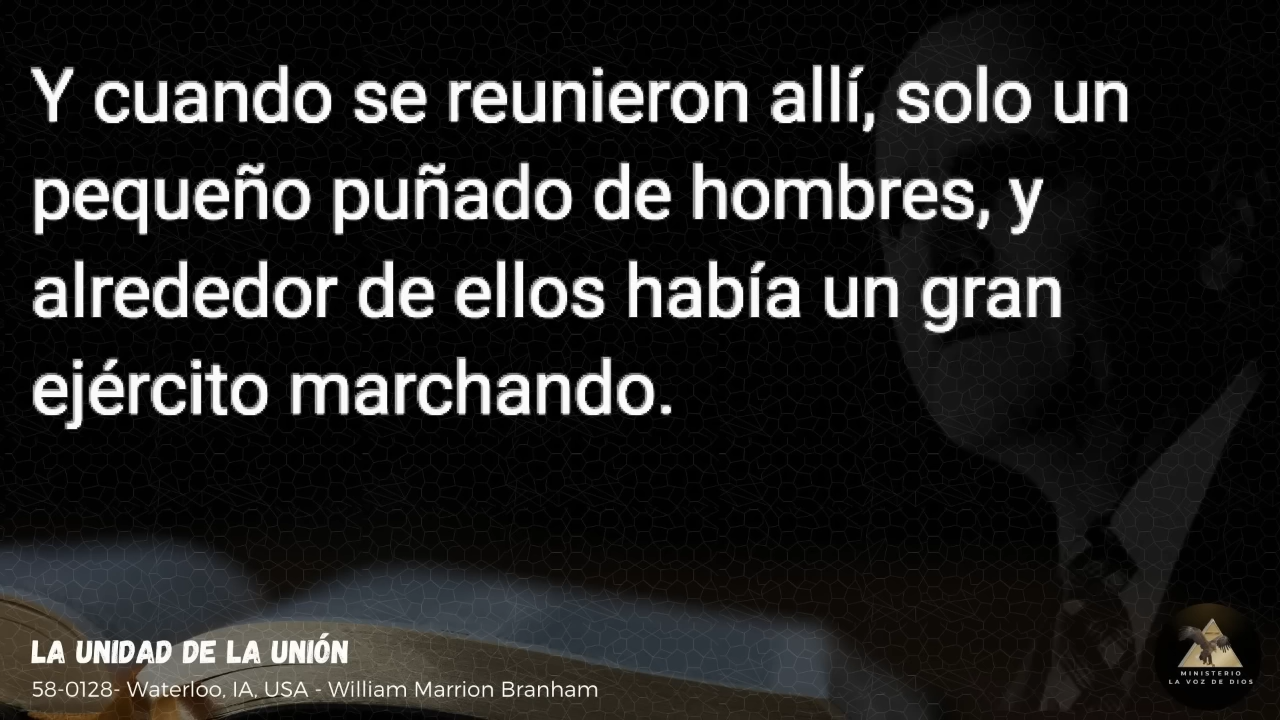 Y cuando se reunieron allí, solo un
pequeño puñado de hombres, y
alrededor de ellos había un gran
ejército marchando.
LA UNIDAD DE LA UNIÓN
58-0128- Waterloo, IA, USA - William Marrion Branham
MINISTERIO
LA VOZ DE DIOS